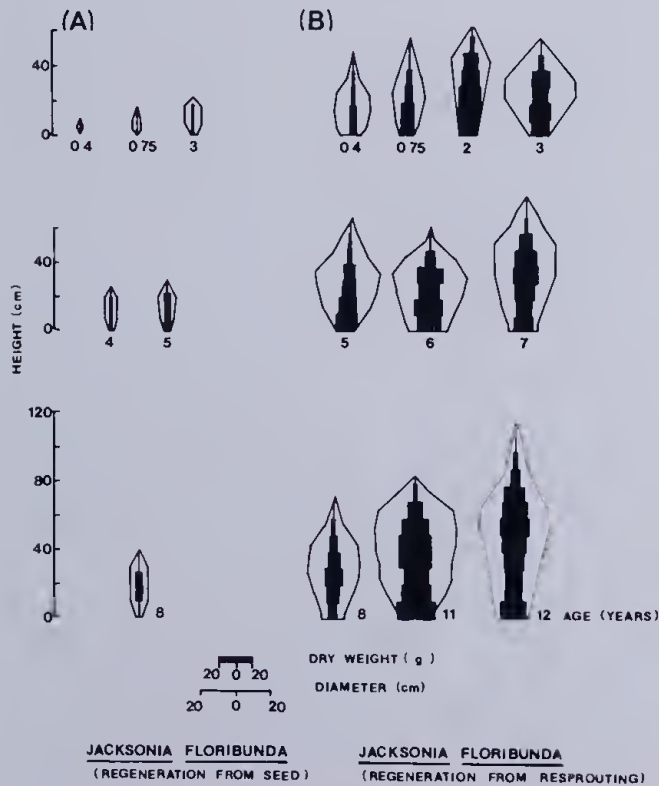 (A) (B)
40
0
0 4 0 75 3 0 4 0 75 2 3
40
0
4 5 5 6 7
HEIGHT (cm)
120
80
40
0
8 8 11 12 AGE (YEARS)
20 0 20 DRY WEIGHT (g)
20 0 20 DIAMETER (cm)
JACKSONIA FLORIBUNDA JACKSONIA FLORIBUNDA
(REGENERATION FROM SEED) (REGENERATION FROM RESPROUTING)